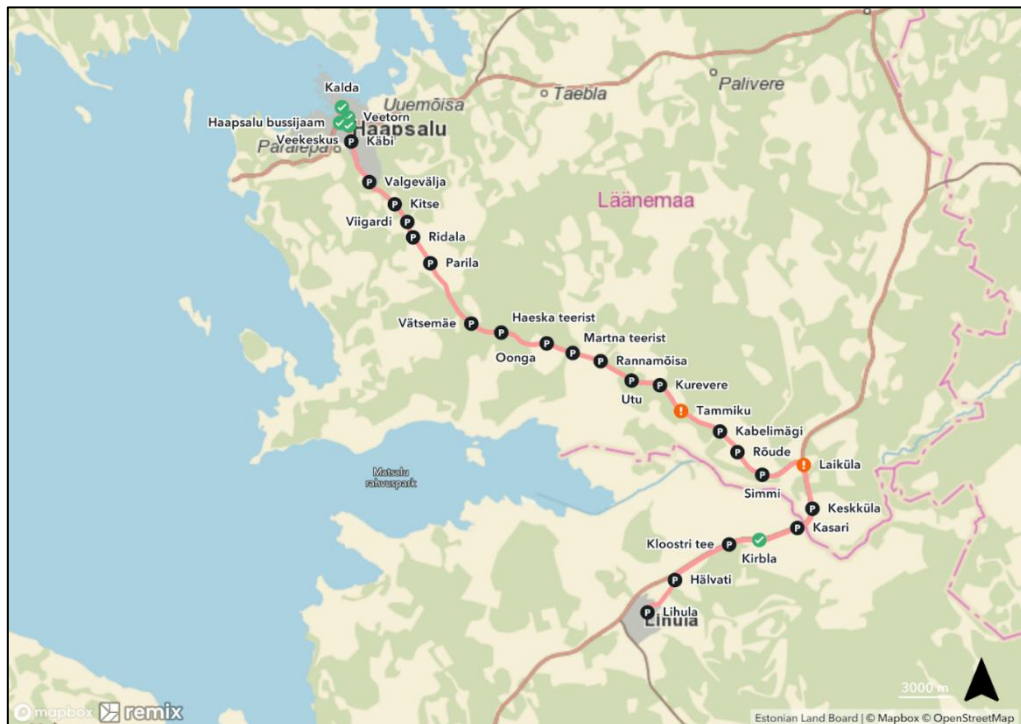 Kalda
Uuemõisa
Taebla
Palivere
Haapsalu bussijaam
Veetorn
Haapsalu
Veekeskus
Käbi
Paralepa
Valgevälja
Kitse
Läänemaa
Viigardi
Ridala
Parila
Vätsemäe
Haeska teerist
Oonga
Martna teerist
Rannamõisa
Utu
Kurevere
Tammiku
Kabelimägi
Rõude
Laiküla
Simmi
Matsalu
rahvuspark
Keskküla
Kasari
Kloostri tee
Kirbla
Hälvati
Lihula
Lihula
3000 m
mapbox remix
Estonian Land Board | © Mapbox © OpenStreetMap